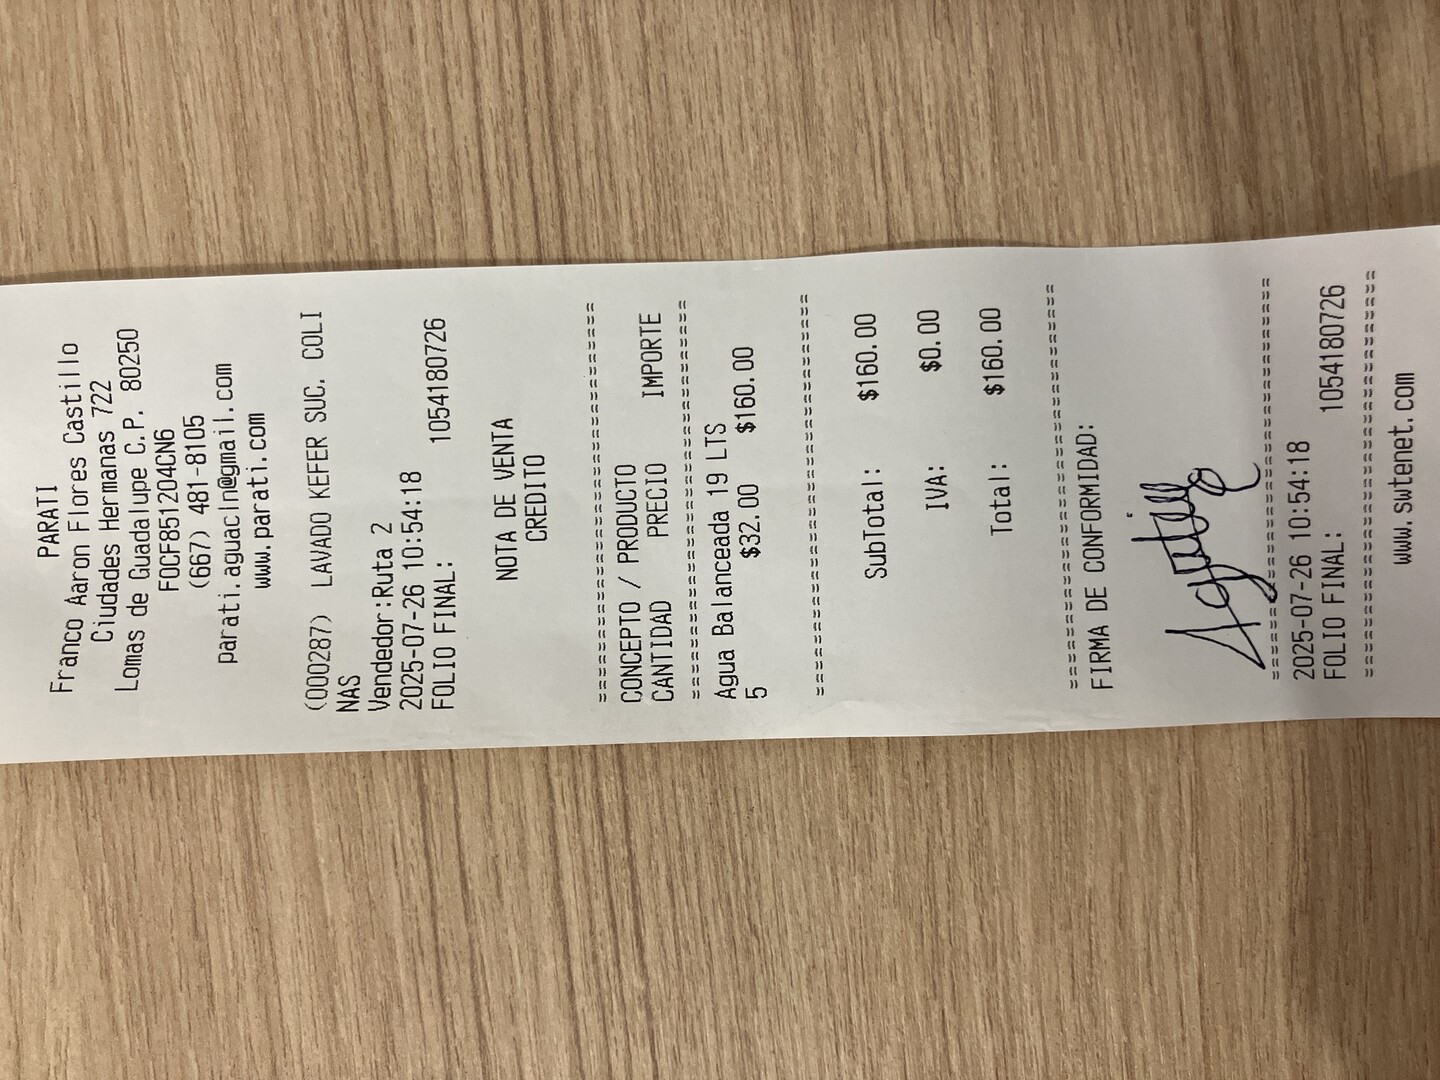 PARATI
Franco Aaron Flores Castillo
Ciudades Hermanas 722
Lomas de Guadalupe C.P. 80250
FOCF851204CN6
(667) 481-8105
parati.aguacln@gmail.com
www.parati.com
(000287) LAVADO KEFER SUC. COLI
NAS
Vendedor:Ruta 2
2025-07-26 10:54:18
FOLIO FINAL: 1054180726
NOTA DE VENTA
CREDITO
================================
CONCEPTO / PRODUCTO
CANTIDAD PRECIO IMPORTE
================================
Agua Balanceada 19 LTS
5 $32.00 $160.00
================================
SubTotal: $160.00
IVA: $0.00
Total: $160.00
================================
FIRMA DE CONFORMIDAD:
================================
2025-07-26 10:54:18
FOLIO FINAL: 1054180726
================================
www.swtenet.com